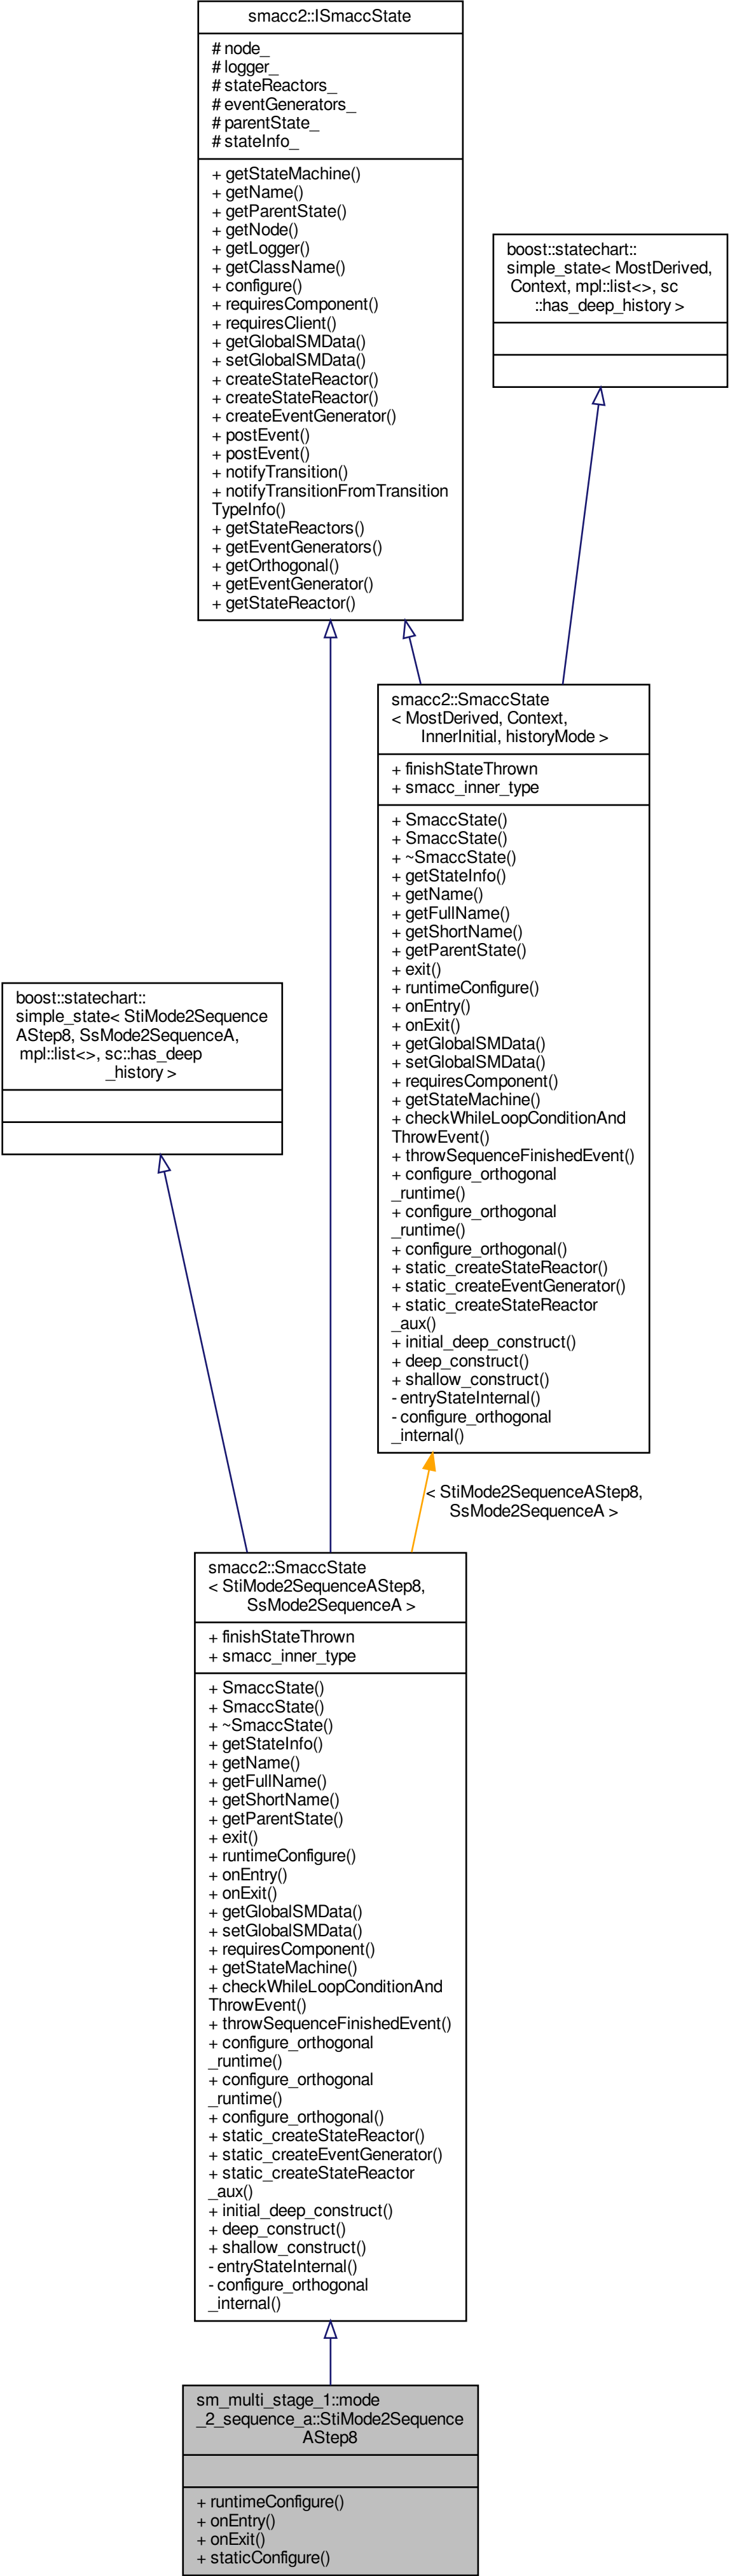 smacc2::ISmaccState
# node_
# logger_
# stateReactors_
# eventGenerators_
# parentState_
# stateInfo_
+ getStateMachine()
+ getName()
+ getParentState()
+ getNode()
+ getLogger()
+ getClassName()
+ configure()
+ requiresComponent()
+ requiresClient()
+ getGlobalSMData()
+ setGlobalSMData()
+ createStateReactor()
+ createStateReactor()
+ createEventGenerator()
+ postEvent()
+ postEvent()
+ notifyTransition()
+ notifyTransitionFromTransition
TypeInfo()
+ getStateReactors()
+ getEventGenerators()
+ getOrthogonal()
+ getEventGenerator()
+ getStateReactor()
boost::statechart::
simple_state< MostDerived,
Context, mpl::list<>, sc
::has_deep_history >
smacc2::SmaccState
< MostDerived, Context,
InnerInitial, historyMode >
+ finishStateThrown
+ smacc_inner_type
+ SmaccState()
+ SmaccState()
+ ~SmaccState()
+ getStateInfo()
+ getName()
+ getFullName()
+ getShortName()
+ getParentState()
+ exit()
+ runtimeConfigure()
+ onEntry()
+ onExit()
+ getGlobalSMData()
+ setGlobalSMData()
+ requiresComponent()
+ getStateMachine()
+ checkWhileLoopConditionAnd
ThrowEvent()
+ throwSequenceFinishedEvent()
+ configure_orthogonal
_runtime()
+ configure_orthogonal
_runtime()
+ configure_orthogonal()
+ static_createStateReactor()
+ static_createEventGenerator()
+ static_createStateReactor
_aux()
+ initial_deep_construct()
+ deep_construct()
+ shallow_construct()
- entryStateInternal()
- configure_orthogonal
_internal()
boost::statechart::
simple_state< StiMode2Sequence
AStep8, SsMode2SequenceA,
mpl::list<>, sc::has_deep
_history >
< StiMode2SequenceAStep8,
SsMode2SequenceA >
smacc2::SmaccState
< StiMode2SequenceAStep8,
SsMode2SequenceA >
+ finishStateThrown
+ smacc_inner_type
+ SmaccState()
+ SmaccState()
+ ~SmaccState()
+ getStateInfo()
+ getName()
+ getFullName()
+ getShortName()
+ getParentState()
+ exit()
+ runtimeConfigure()
+ onEntry()
+ onExit()
+ getGlobalSMData()
+ setGlobalSMData()
+ requiresComponent()
+ getStateMachine()
+ checkWhileLoopConditionAnd
ThrowEvent()
+ throwSequenceFinishedEvent()
+ configure_orthogonal
_runtime()
+ configure_orthogonal
_runtime()
+ configure_orthogonal()
+ static_createStateReactor()
+ static_createEventGenerator()
+ static_createStateReactor
_aux()
+ initial_deep_construct()
+ deep_construct()
+ shallow_construct()
- entryStateInternal()
- configure_orthogonal
_internal()
sm_multi_stage_1::mode
_2_sequence_a::StiMode2Sequence
AStep8
+ runtimeConfigure()
+ onEntry()
+ onExit()
+ staticConfigure()